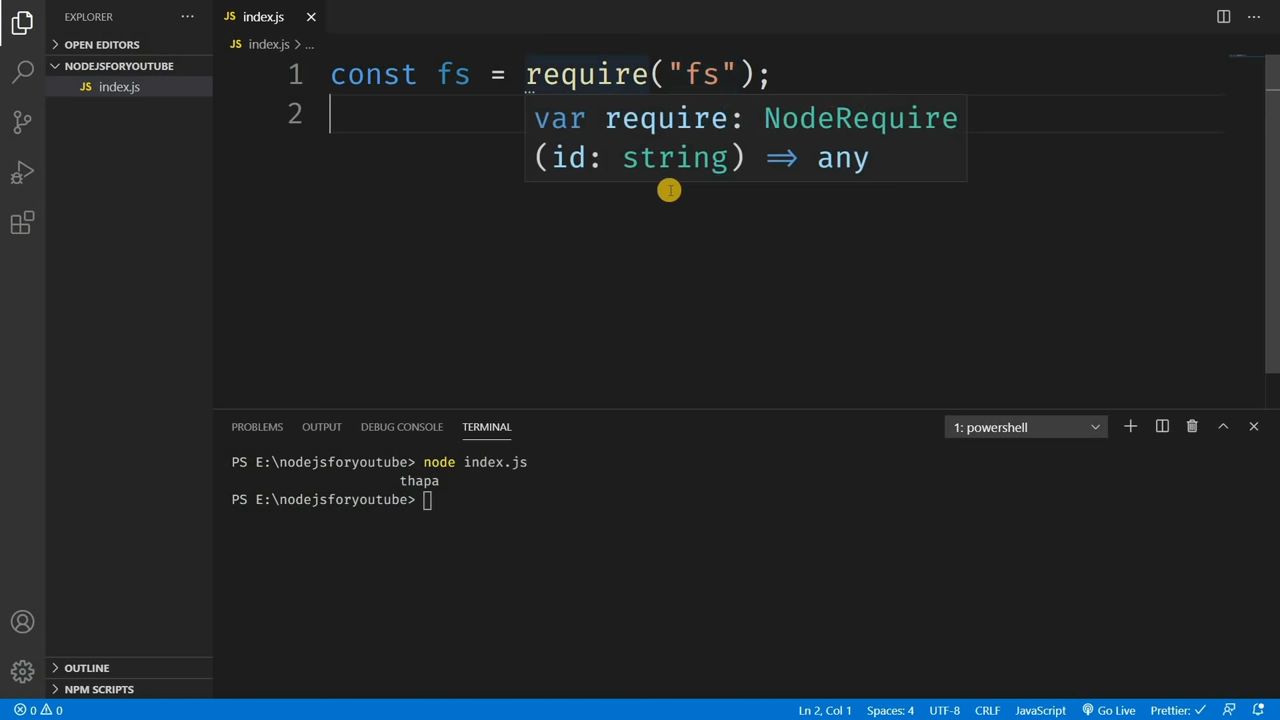 EXPLORER ···
JS index.js
OPEN EDITORS
NODEJSFORYOUTUBE
JS index.js
JS index.js > ...
1 const fs = require("fs");
2
var require: NodeRequire
(id: string) => any
PROBLEMS OUTPUT DEBUG CONSOLE TERMINAL
1: powershell
PS E:\nodejsforyoutube> node index.js
thapa
PS E:\nodejsforyoutube>
OUTLINE
NPM SCRIPTS
0 0
Ln 2, Col 1 Spaces: 4 UTF-8 CRLF JavaScript Go Live Prettier: ✓